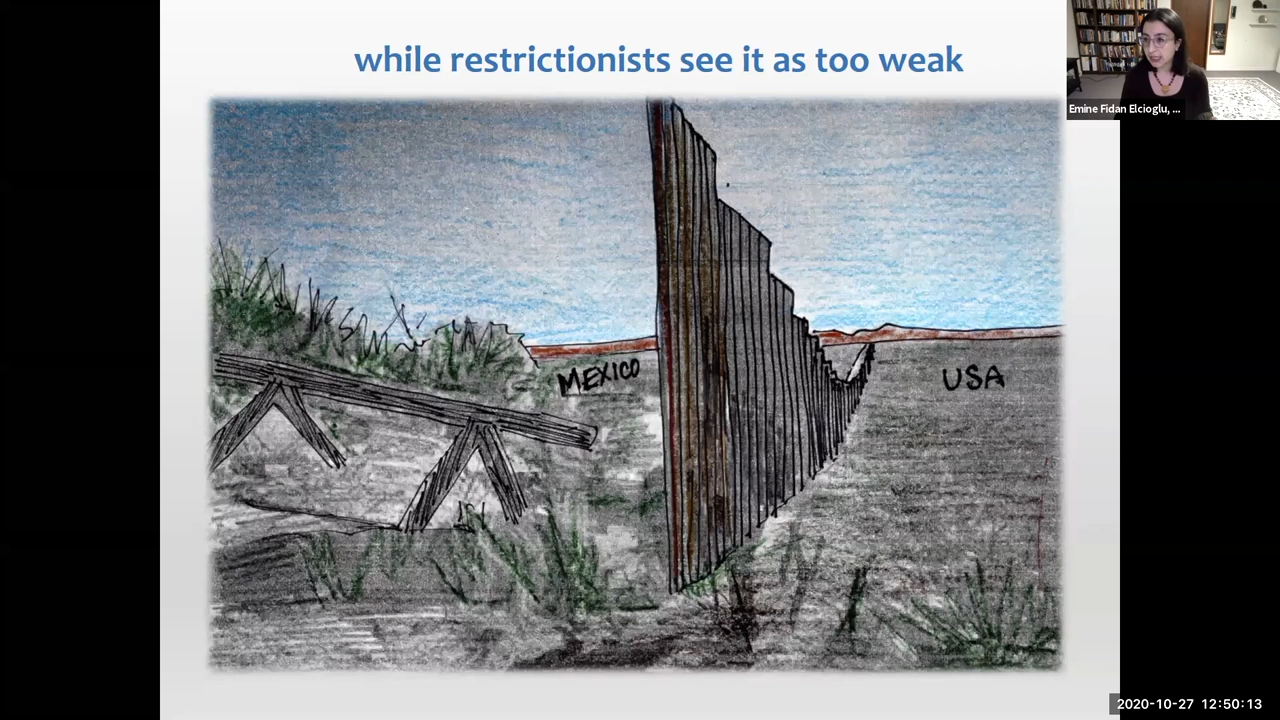 while restrictionists see it as too weak
Emine Fidan Elcioglu, ...
MEXICO
USA
2020-10-27 12:50:13